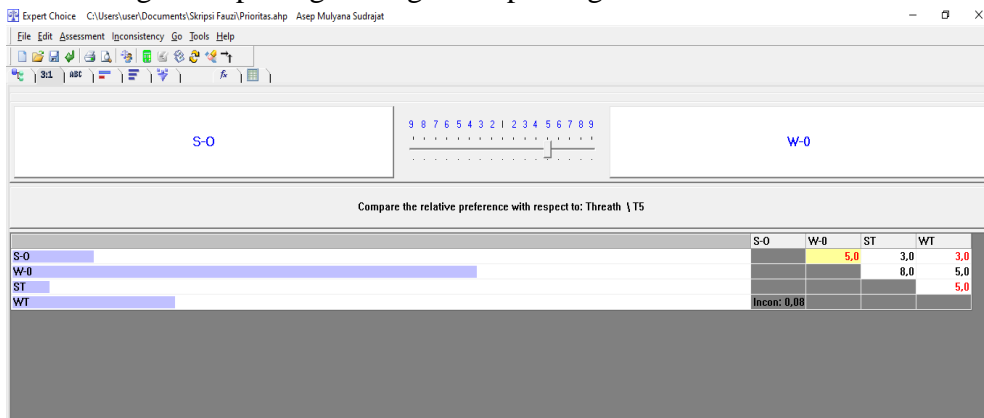 Expert Choice C:\Users\user\Documents\Skripsi Fauzi\Prioritas.ahp Asep Mulyana Sudrajat
File Edit Assessment Inconsistency Go Tools Help
3:1 ABC fx
9 8 7 6 5 4 3 2 1 2 3 4 5 6 7 8 9
S-O W-0
Compare the relative preference with respect to: Threath \ T5
S-O W-0 ST WT
S-O 5,0 3,0 3,0
W-0 8,0 5,0
ST 5,0
WT Incon: 0,08